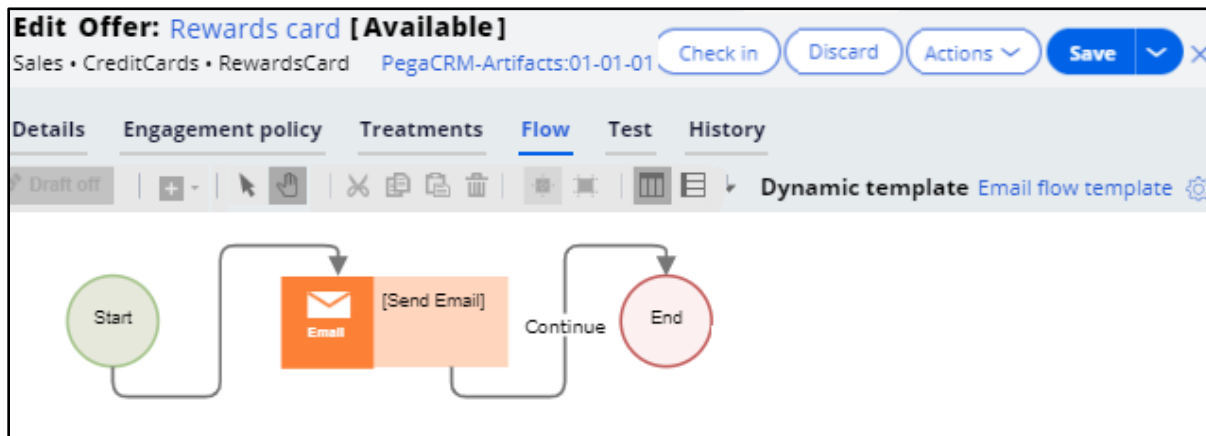 Edit Offer: Rewards card [Available]
Sales • CreditCards • RewardsCard PegaCRM-Artifacts:01-01-01 Check in Discard Actions Save
Details Engagement policy Treatments Flow Test History
Draft off Dynamic template Email flow template
Start
Email
[Send Email]
Continue
End